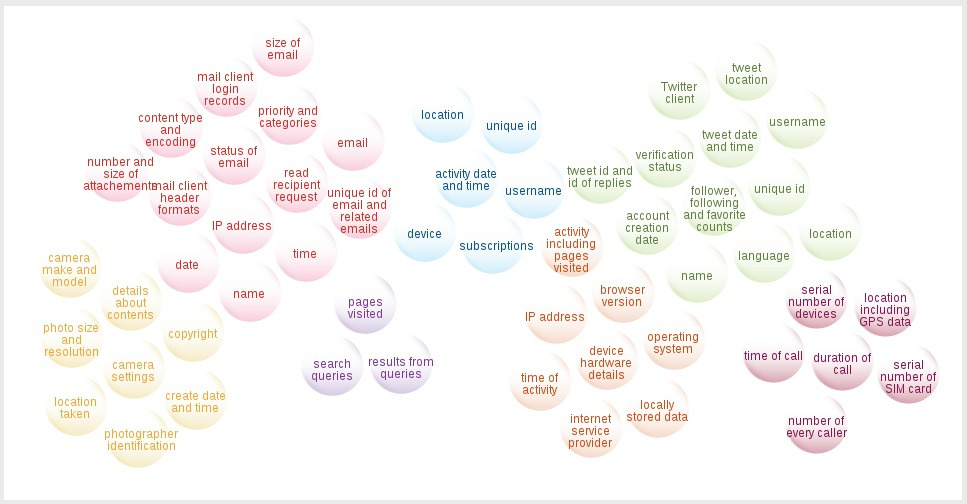 size of
email
mail client
login
records
priority and
categories
content type
and
encoding
email
status of
email
number and
size of
attachements
mail client
header
formats
read
recipient
request
unique id of
email and
related
emails
IP address
time
date
name
location
unique id
activity date
and time
username
device
subscriptions
tweet
location
Twitter
client
username
tweet date
and time
verification
status
tweet id and
id of replies
unique id
follower,
following
and favorite
counts
account
creation
date
location
language
name
camera
make and
model
details
about
contents
photo size
and
resolution
copyright
camera
settings
location
taken
create date
and time
photographer
identification
pages
visited
search
queries
results from
queries
activity
including
pages
visited
browser
version
IP address
operating
system
device
hardware
details
time of
activity
locally
stored data
internet
service
provider
serial
number of
devices
location
including
GPS data
time of call
duration of
call
serial
number of
SIM card
number of
every caller